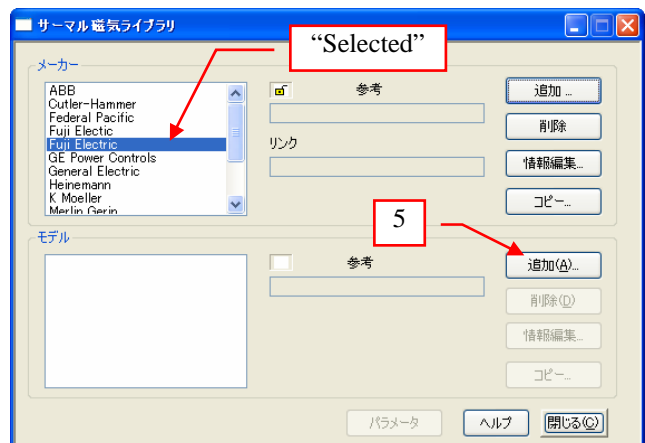 サーマル磁気ライブラリ
“Selected”
メーカー
ABB
Cutler-Hammer
Federal Pacific
Fuji Electic
Fuji Electric
GE Power Controls
General Electric
Heinemann
K Moeller
Merlin Gerin
参考
リンク
追加 ...
削除
情報編集...
コピー...
5
モデル
参考
追加(A)...
削除(D)
情報編集...
コピー...
パラメータ
ヘルプ
閉じる(C)